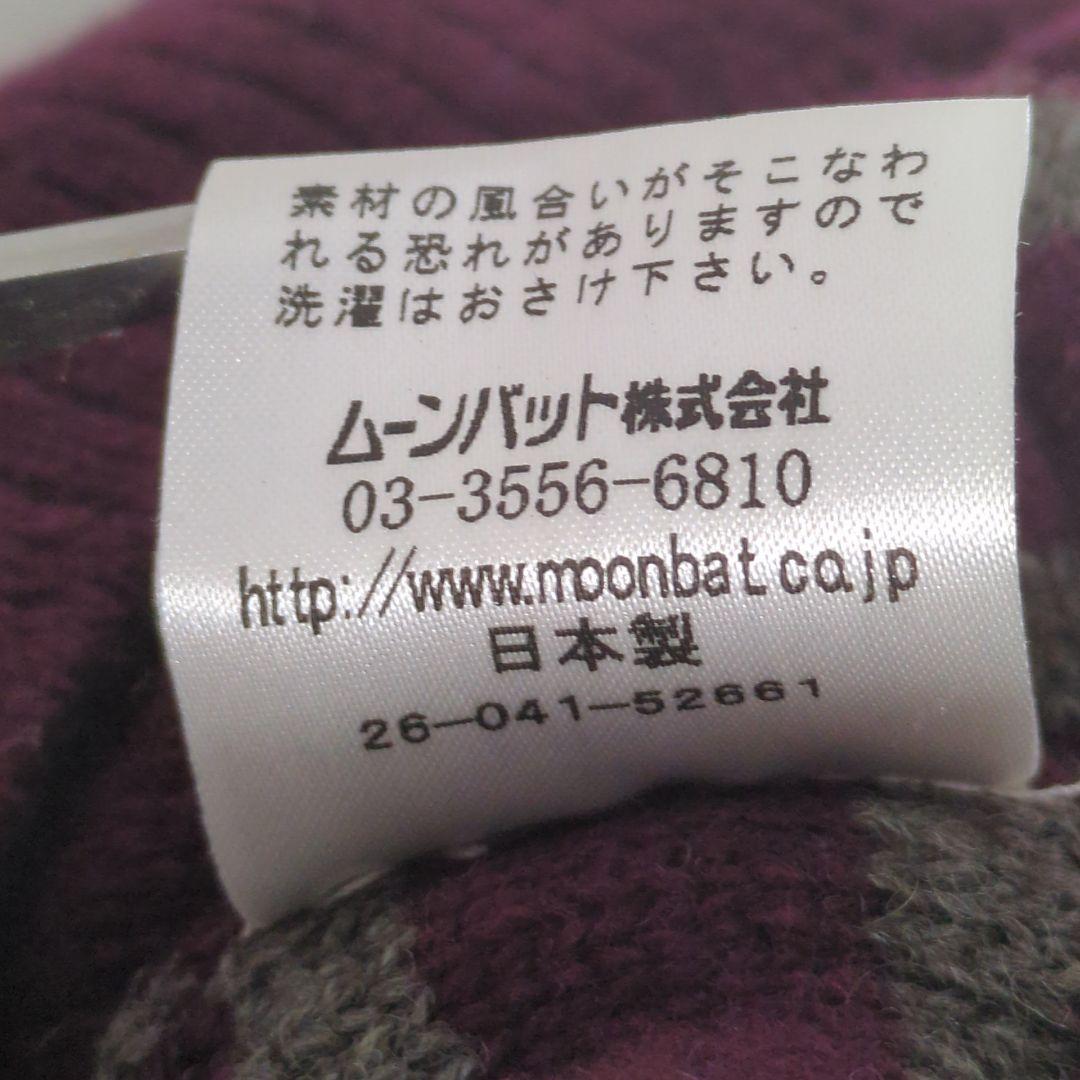 素材の風合いがそこなわ
れる恐れがありますので
洗濯はおさけ下さい。
ムーンバット株式会社
03-3556-6810
http://www.moonbat.co.jp
日本製
26-041-52661